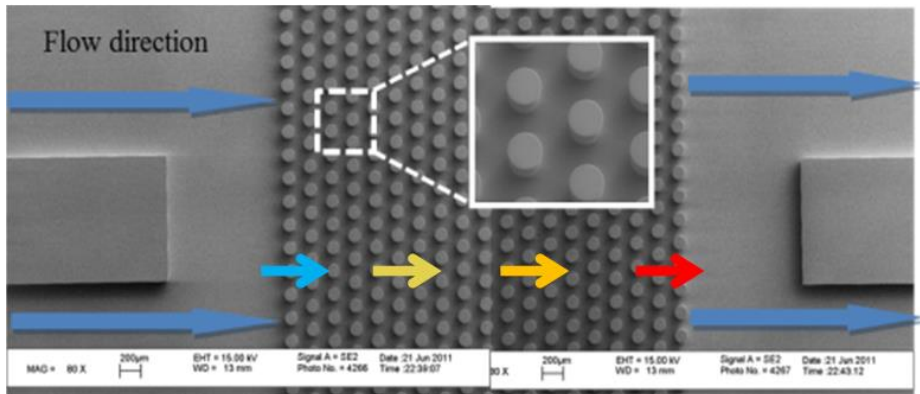 Flow direction
MAG = 80 X
200µm
EHT = 15.00 kV
WD = 13 mm
Signal A = SE2
Photo No. = 4266
Date :21 Jun 2011
Time :22:39:07
200µm
EHT = 15.00 kV
WD = 13 mm
Signal A = SE2
Photo No. = 4267
Date :21 Jun 2011
Time :22:43:12